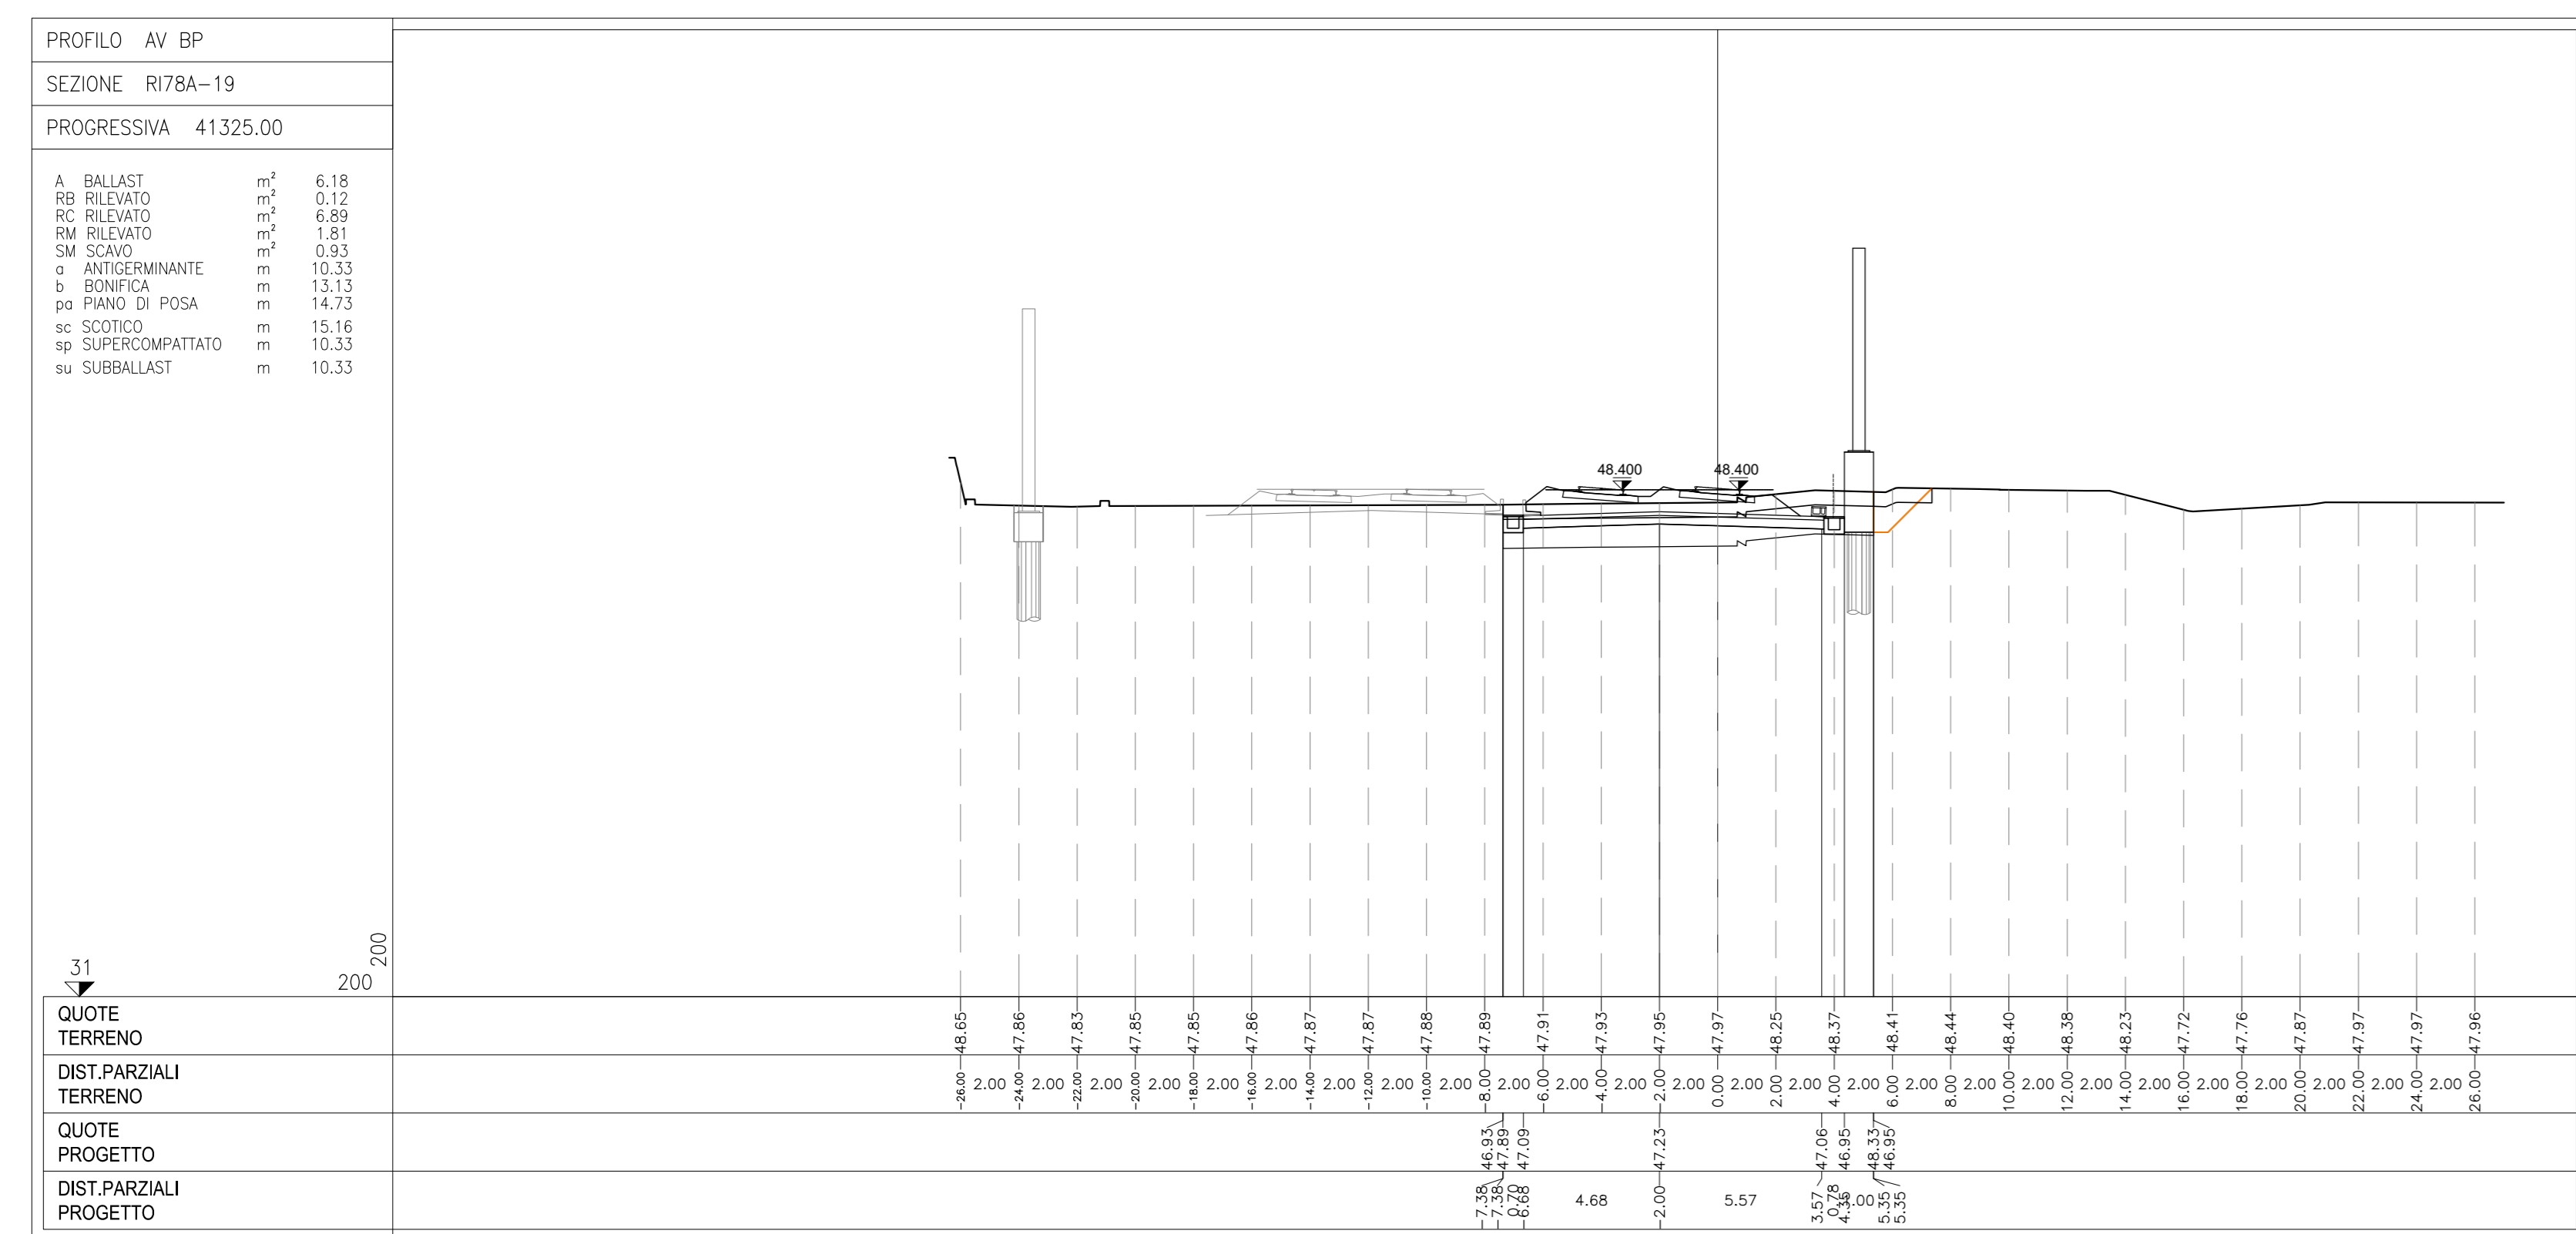 PROFILO AV BP
SEZIONE RI78A-19
PROGRESSIVA 41325.00
A BALLAST m² 6.18
RB RILEVATO m² 0.12
RC RILEVATO m² 6.89
RM RILEVATO m² 1.81
SM SCAVO m² 0.93
a ANTIGERMINANTE m 10.33
b BONIFICA m 13.13
pa PIANO DI POSA m 14.73
sc SCOTICO m 15.16
sp SUPERCOMPATTATO m 10.33
su SUBBALLAST m 10.33
48.400 48.400
31 200 200
QUOTE TERRENO
48.65 47.86 47.83 47.85 47.85 47.86 47.87 47.87 47.88 47.89 47.91 47.93 47.95 47.97 48.25 48.37 48.41 48.44 48.40 48.38 48.23 47.72 47.76 47.87 47.97 47.97 47.96
DIST.PARZIALI TERRENO
-26.00 2.00 -24.00 2.00 -22.00 2.00 -20.00 2.00 -18.00 2.00 -16.00 2.00 -14.00 2.00 -12.00 2.00 -10.00 2.00 -8.00 2.00 -6.00 2.00 -4.00 2.00 -2.00 2.00 0.00 2.00 2.00 2.00 4.00 2.00 6.00 2.00 8.00 2.00 10.00 2.00 12.00 2.00 14.00 2.00 16.00 2.00 18.00 2.00 20.00 2.00 22.00 2.00 24.00 2.00 26.00
QUOTE PROGETTO
46.93 47.89 47.09 47.23 47.06 46.95 48.33 46.95
DIST.PARZIALI PROGETTO
-7.38 -7.38 0.70 -6.68 4.68 -2.00 5.57 3.57 0.78 4.35 5.35 5.35